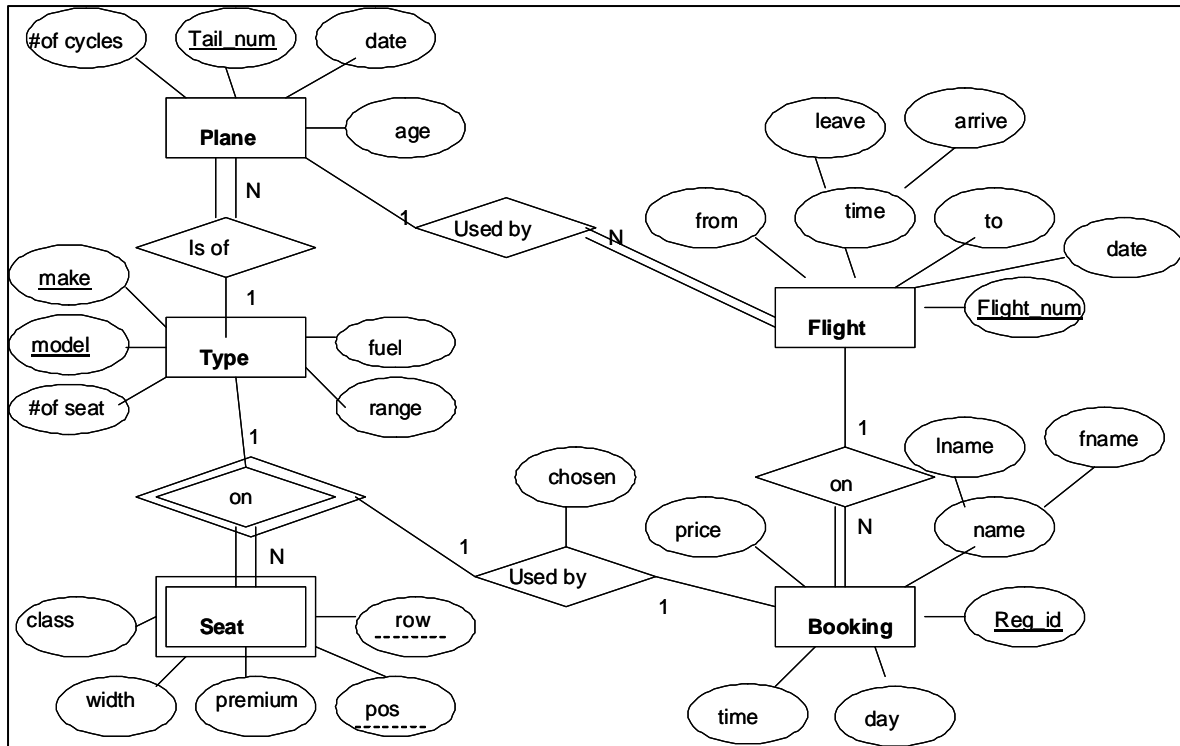 #of cycles
Tail_num
date
Plane
age
N
1
Used by
N
Is of
1
leave
arrive
from
time
to
date
Flight
Flight_num
make
model
#of seat
Type
fuel
range
1
on
N
chosen
1
Used by
1
1
on
N
lname
fname
price
name
class
Seat
row
width
premium
pos
Booking
Reg_id
time
day